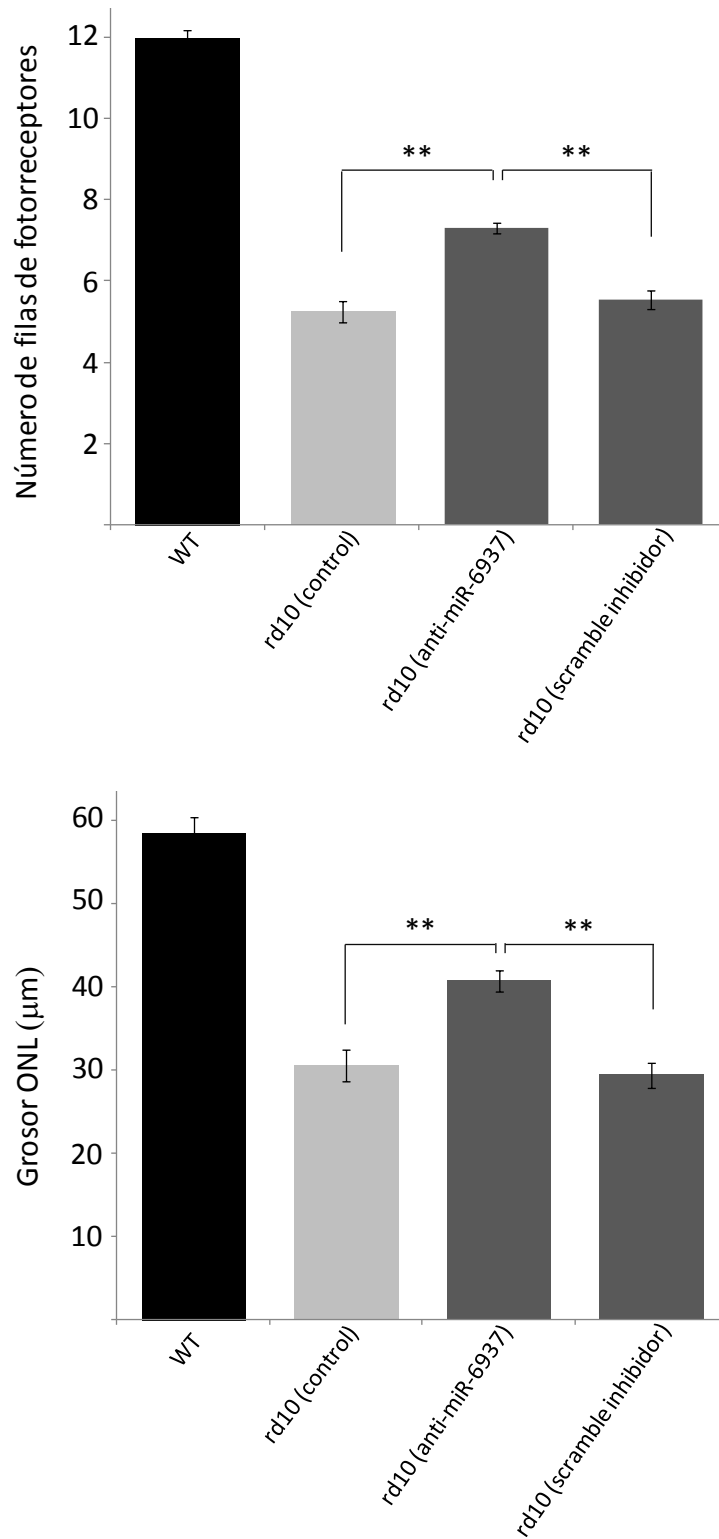 Número de filas de fotorreceptores
12
10
8
6
4
2
**
**
WT
rd10 (control)
rd10 (anti-miR-6937)
rd10 (scramble inhibidor)
Grosor ONL (μm)
60
50
40
30
20
10
**
**
WT
rd10 (control)
rd10 (anti-miR-6937)
rd10 (scramble inhibidor)